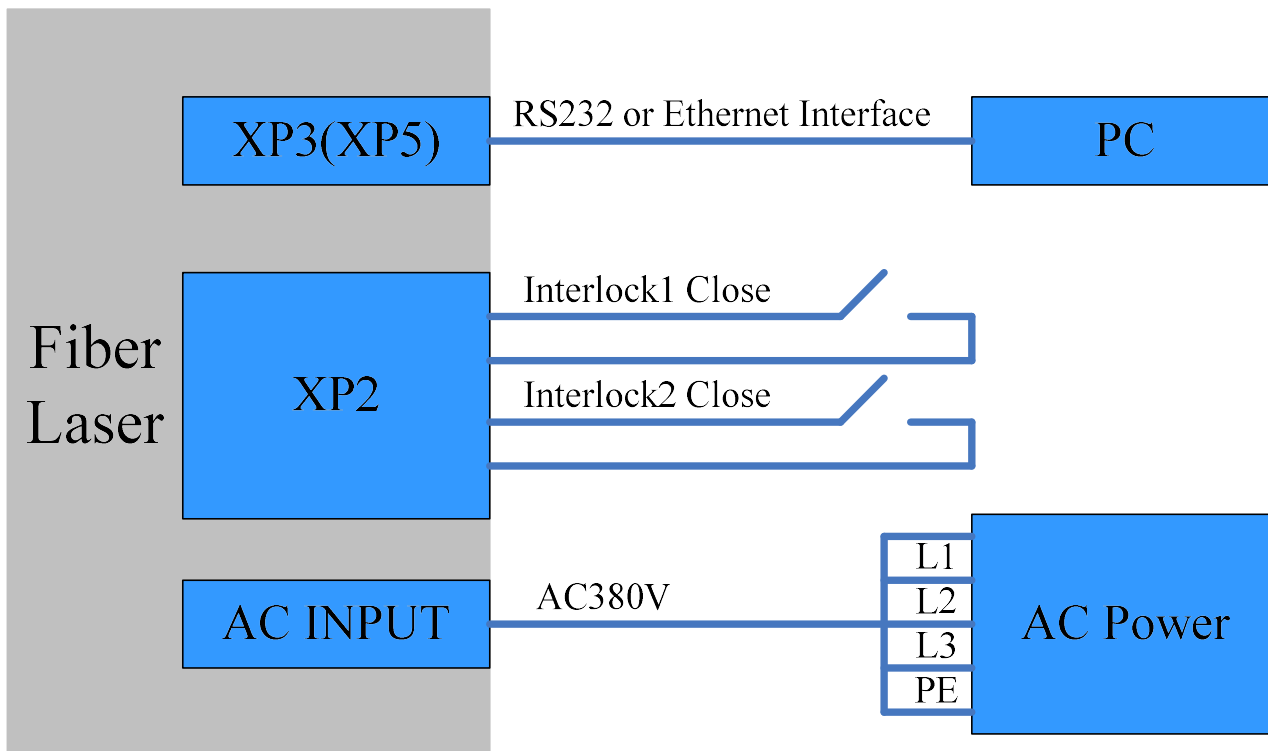 RS232 or Ethernet Interface
XP3(XP5)
PC
Interlock1 Close
Fiber
Laser
XP2
Interlock2 Close
L1
AC380V
L2
AC INPUT
AC Power
L3
PE